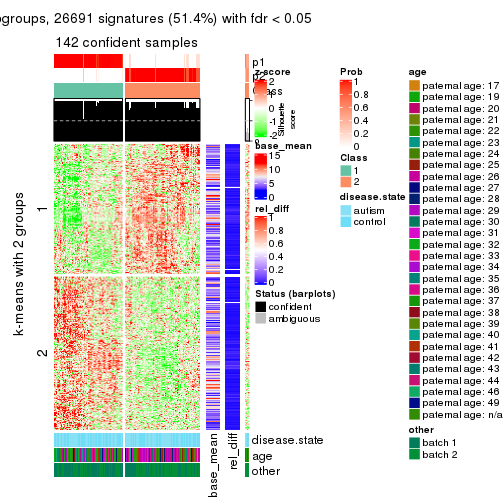 ogroups, 26691 signatures (51.4%) with fdr < 0.05
142 confident samples
p1
p2
Class
Silhouette
score
z-score
2
1
0
-1
-2
base_mean
15
10
5
0
rel_diff
1
0.8
0.6
0.4
0.2
0
Status (barplots)
confident
ambiguous
Prob
1
0.8
0.6
0.4
0.2
0
Class
1
2
disease.state
autism
control
age
paternal age: 17
paternal age: 19
paternal age: 20
paternal age: 21
paternal age: 22
paternal age: 23
paternal age: 24
paternal age: 25
paternal age: 26
paternal age: 27
paternal age: 28
paternal age: 29
paternal age: 30
paternal age: 31
paternal age: 32
paternal age: 33
paternal age: 34
paternal age: 35
paternal age: 36
paternal age: 37
paternal age: 38
paternal age: 39
paternal age: 40
paternal age: 41
paternal age: 42
paternal age: 43
paternal age: 44
paternal age: 46
paternal age: 49
paternal age: n/a
other
batch 1
batch 2
k-means with 2 groups
1
2
disease.state
age
other
base_mean
rel_diff